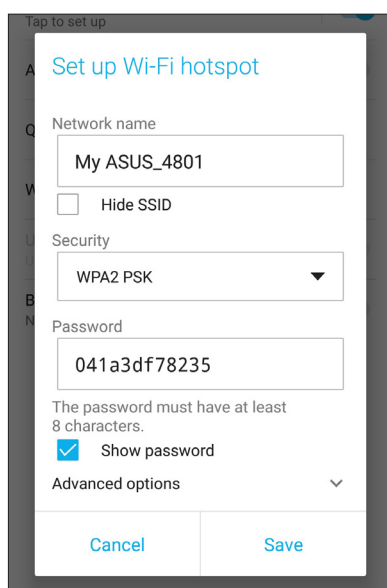 Tap to set up
A
Set up Wi-Fi hotspot
Q
Network name
My ASUS_4801
W
Hide SSID
U
Security
U
WPA2 PSK
B
N
Password
041a3df78235
The password must have at least
8 characters.
Show password
Advanced options
Cancel
Save